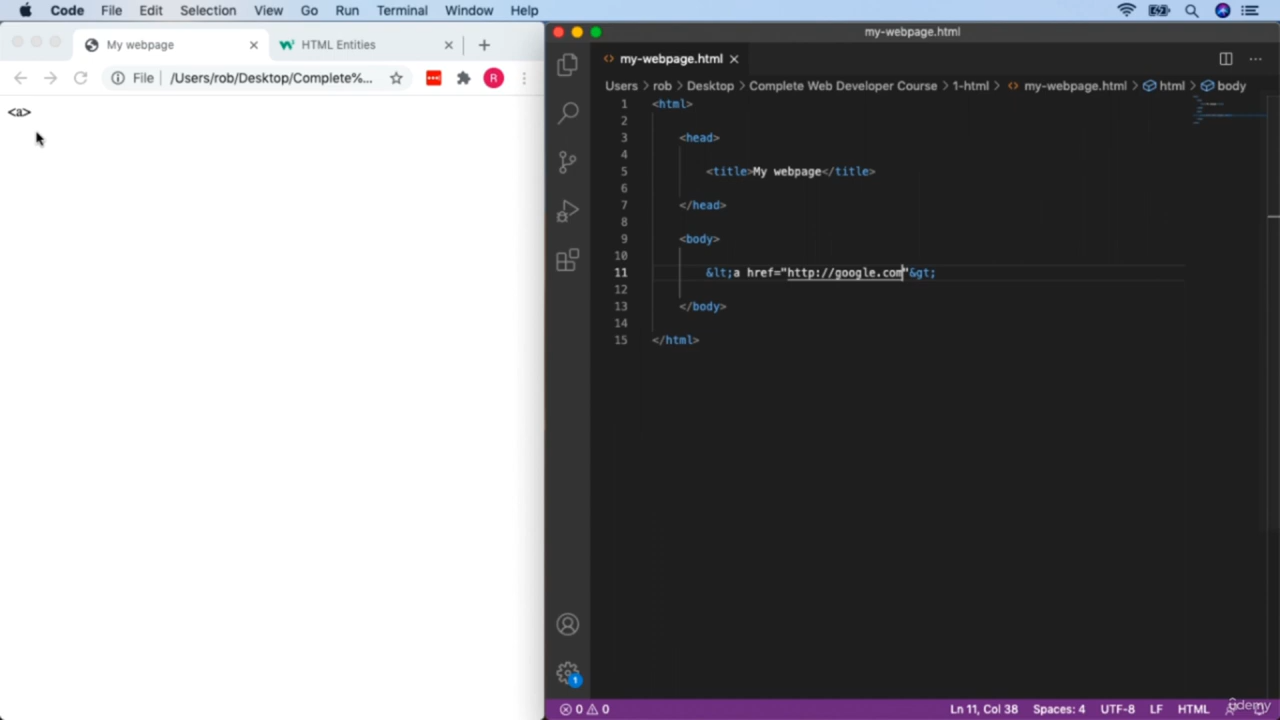 Code File Edit Selection View Go Run Terminal Window Help
My webpage
HTML Entities
File /Users/rob/Desktop/Complete%...
R
<a>
my-webpage.html
my-webpage.html
Users > rob > Desktop > Complete Web Developer Course > 1-html > my-webpage.html > html > body
1 <html>
2
3 <head>
4
5 <title>My webpage</title>
6
7 </head>
8
9 <body>
10
11 &lt;a href="http://google.com"&gt;
12
13 </body>
14
15 </html>
1
0 0 Ln 11, Col 38 Spaces: 4 UTF-8 LF HTML
ûdemy